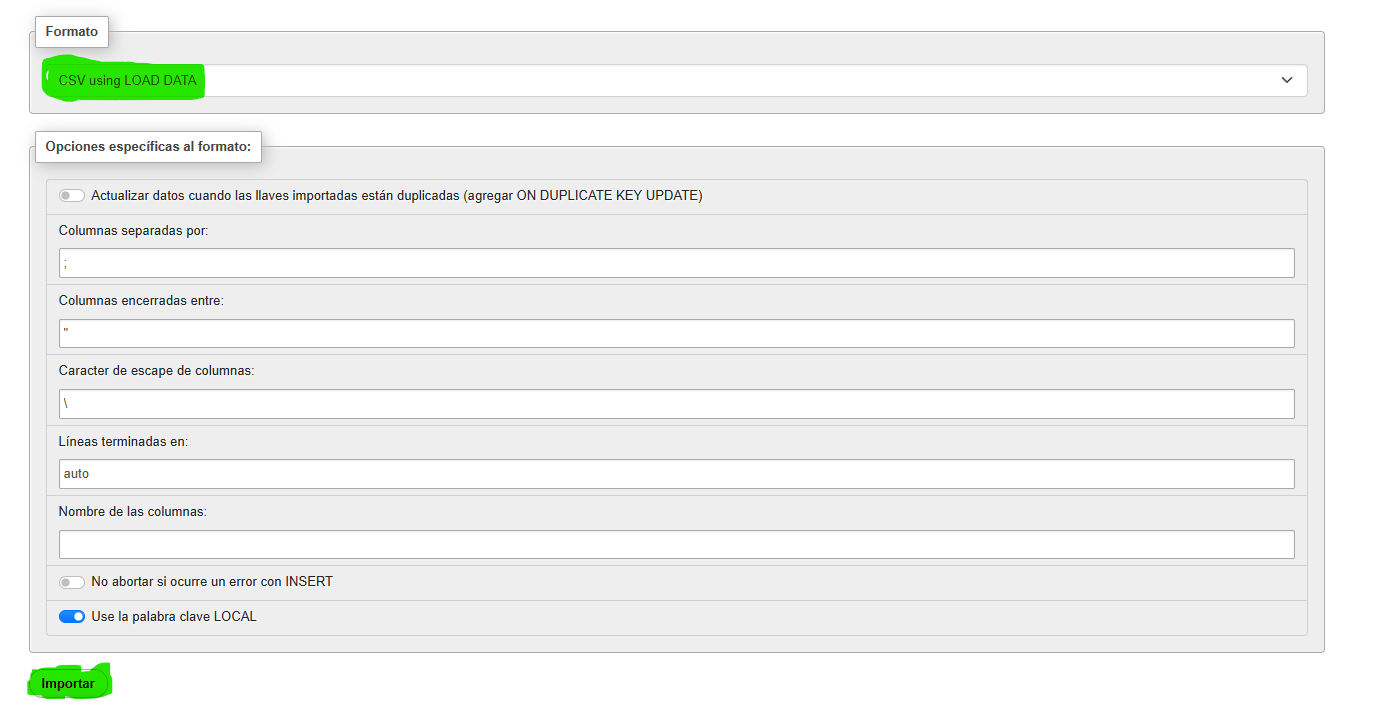 Formato
CSV using LOAD DATA
Opciones específicas al formato:
Actualizar datos cuando las llaves importadas están duplicadas (agregar ON DUPLICATE KEY UPDATE)
Columnas separadas por:
;
Columnas encerradas entre:
"
Caracter de escape de columnas:
\
Líneas terminadas en:
auto
Nombre de las columnas:
No abortar si ocurre un error con INSERT
Use la palabra clave LOCAL
Importar